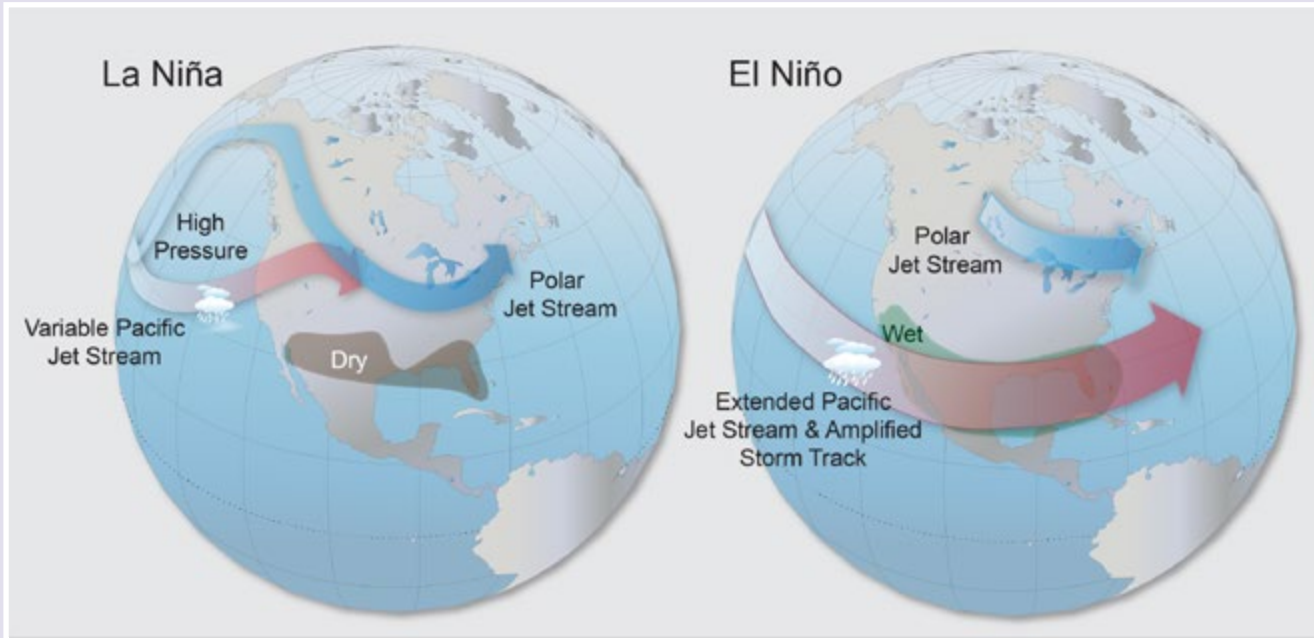 La Niña
High
Pressure
Variable Pacific
Jet Stream
Polar
Jet Stream
Dry
El Niño
Polar
Jet Stream
Wet
Extended Pacific
Jet Stream & Amplified
Storm Track